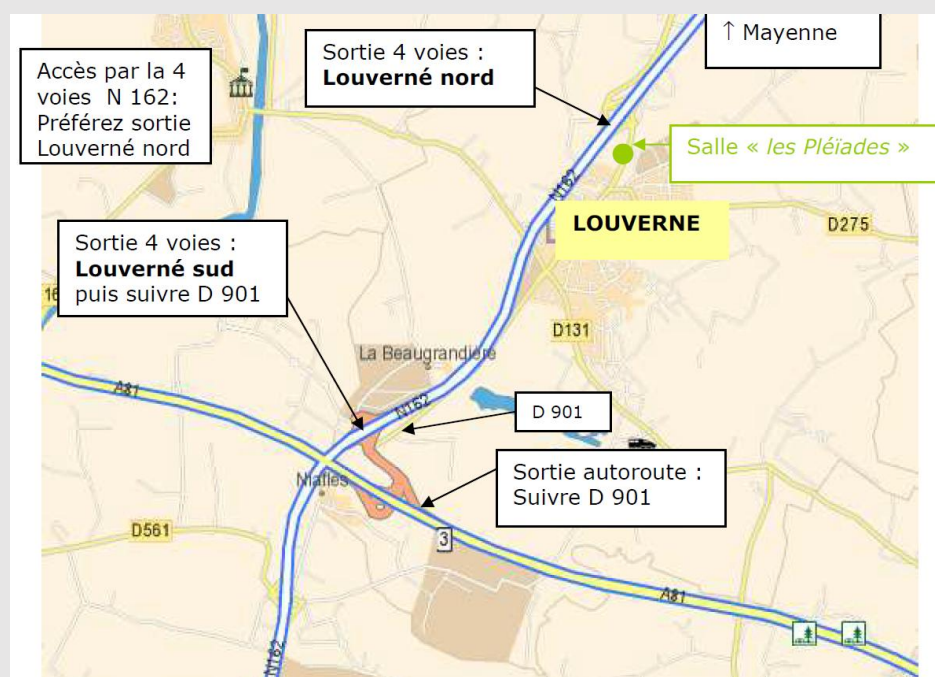 ↑ Mayenne
Sortie 4 voies :
Louverné nord
Accès par la 4
voies N 162:
Préférez sortie
Louverné nord
Salle « les Pléïades »
N162
LOUVERNE
D275
Sortie 4 voies :
Louverné sud
puis suivre D 901
D131
La Beaugrandière
A81
N162
D 901
Sortie autoroute :
Suivre D 901
Niafles
D561
3
A81
N162